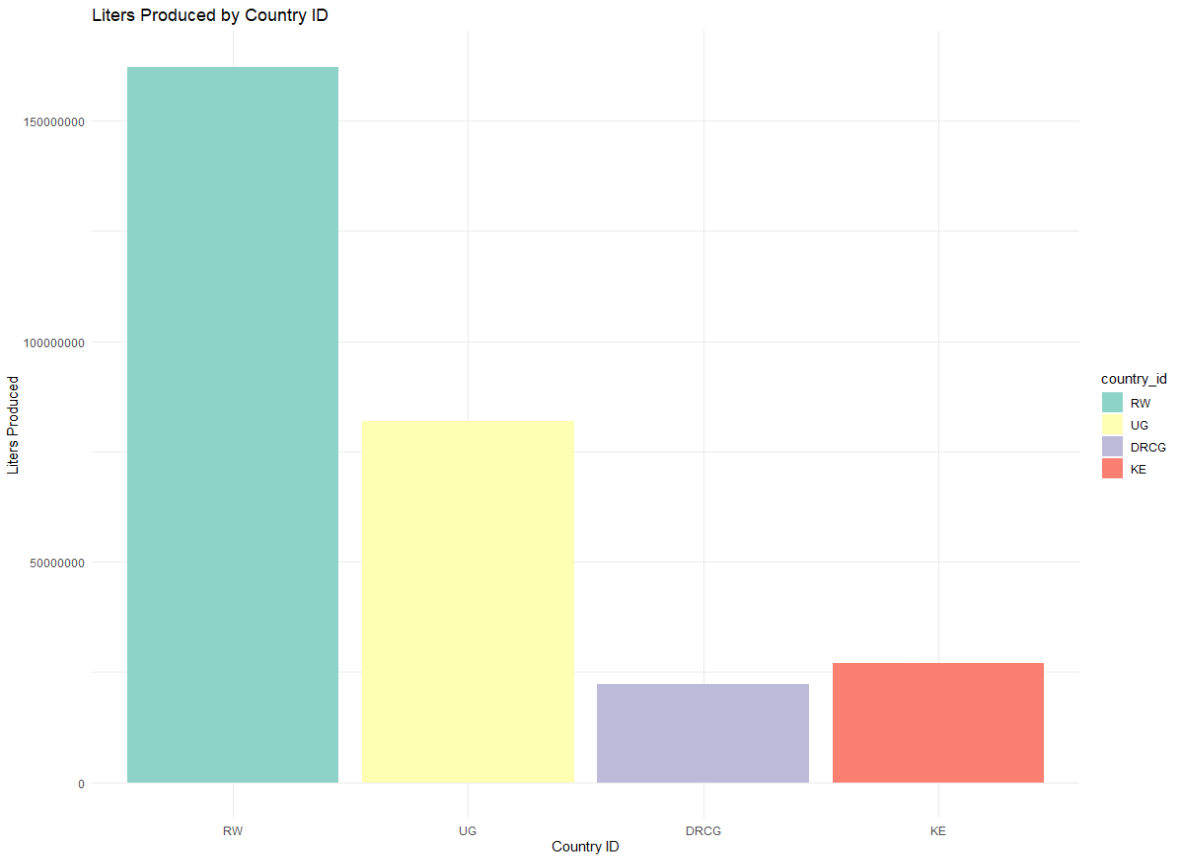 Liters Produced by Country ID
150000000
100000000
50000000
0
Liters Produced
RW
UG
DRCG
KE
Country ID
country_id
RW
UG
DRCG
KE